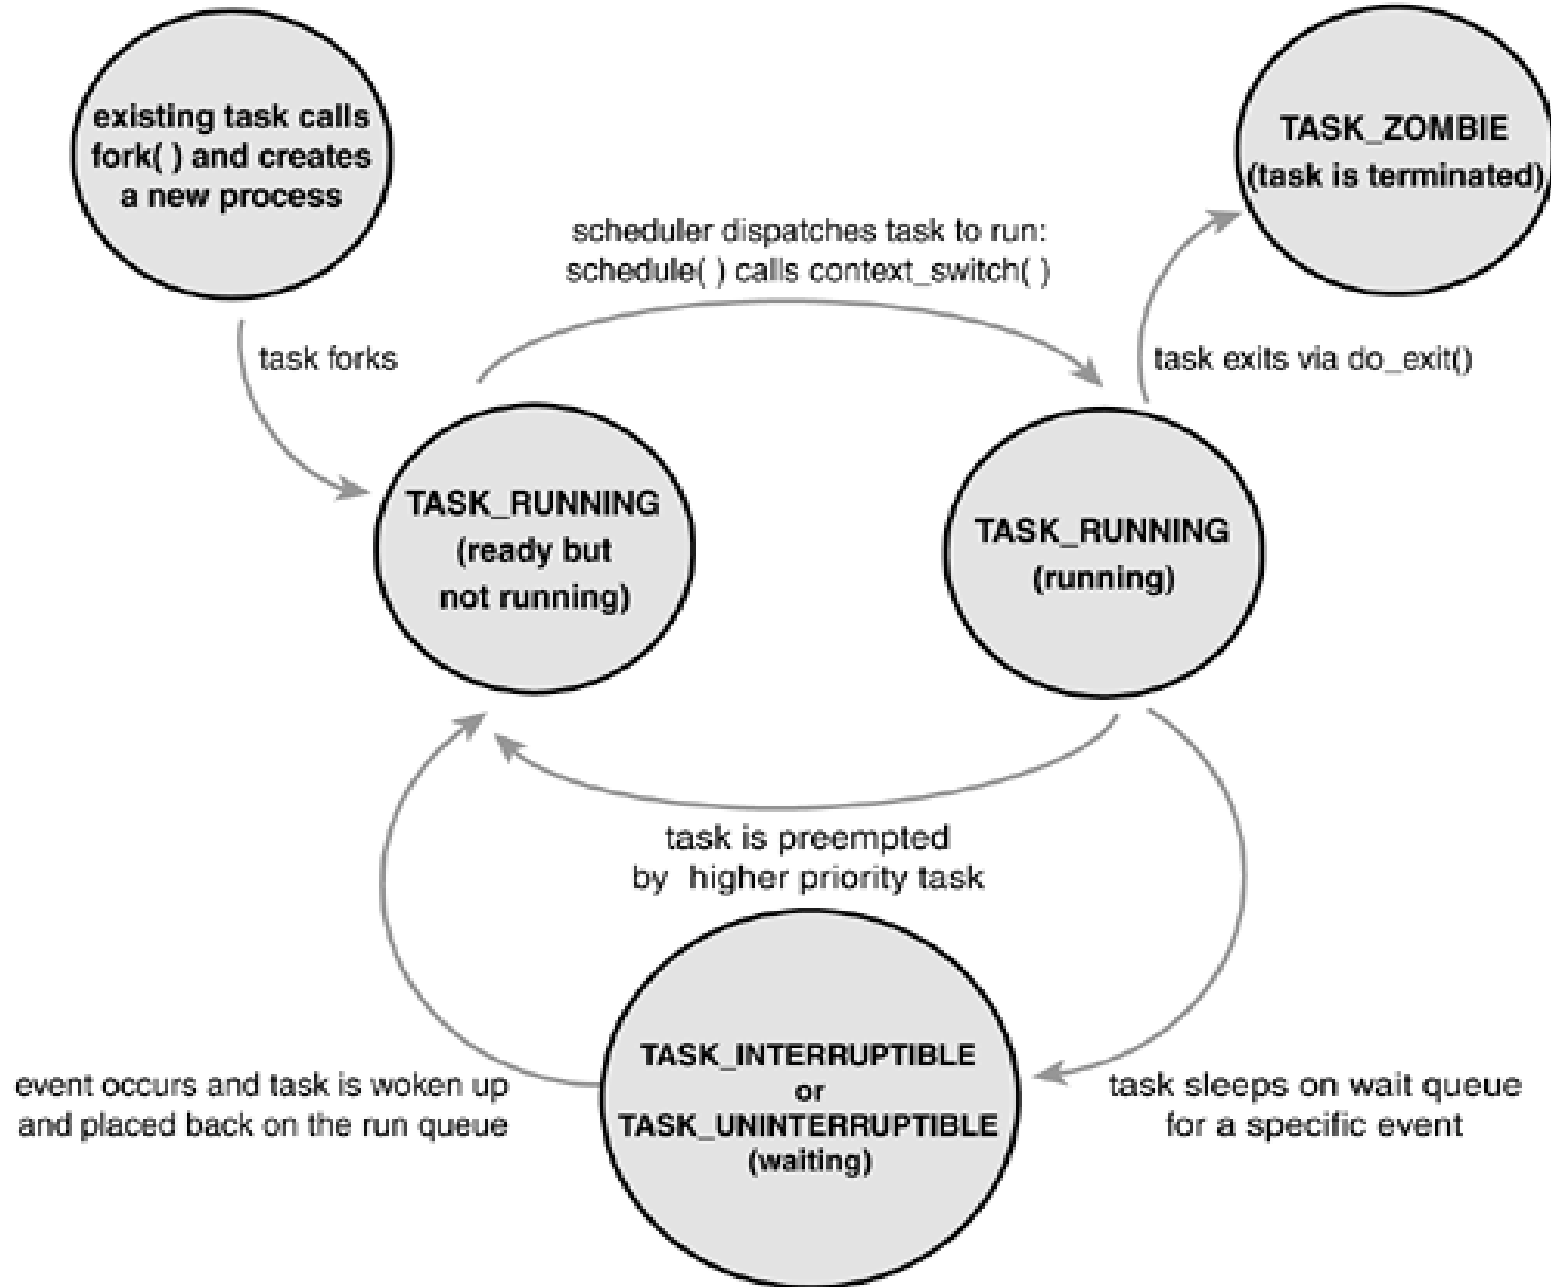 existing task calls
fork( ) and creates
a new process
TASK_ZOMBIE
(task is terminated)
scheduler dispatches task to run:
schedule( ) calls context_switch( )
task forks
task exits via do_exit()
TASK_RUNNING
(ready but
not running)
TASK_RUNNING
(running)
task is preempted
by higher priority task
TASK_INTERRUPTIBLE
or
TASK_UNINTERRUPTIBLE
(waiting)
event occurs and task is woken up
and placed back on the run queue
task sleeps on wait queue
for a specific event